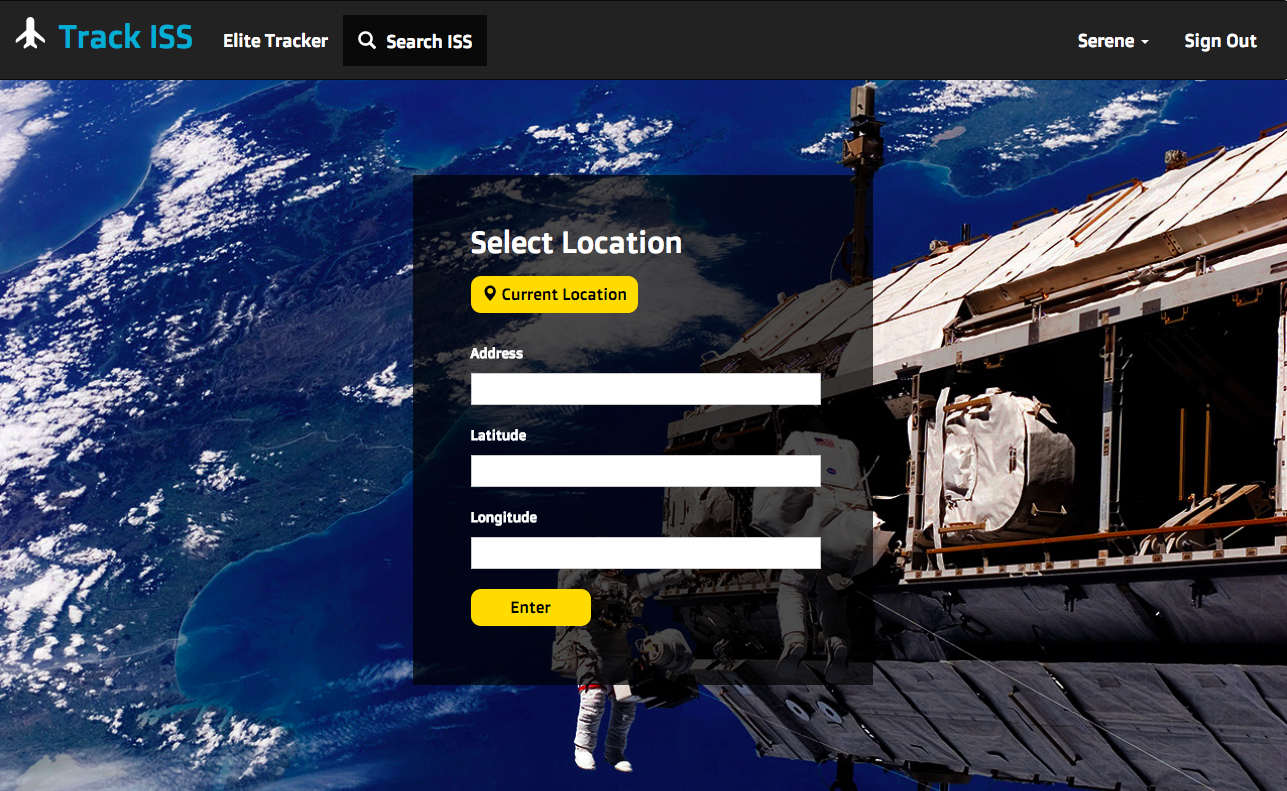 Track ISS
Elite Tracker
Search ISS
Serene
Sign Out
Select Location
Current Location
Address
Latitude
Longitude
Enter